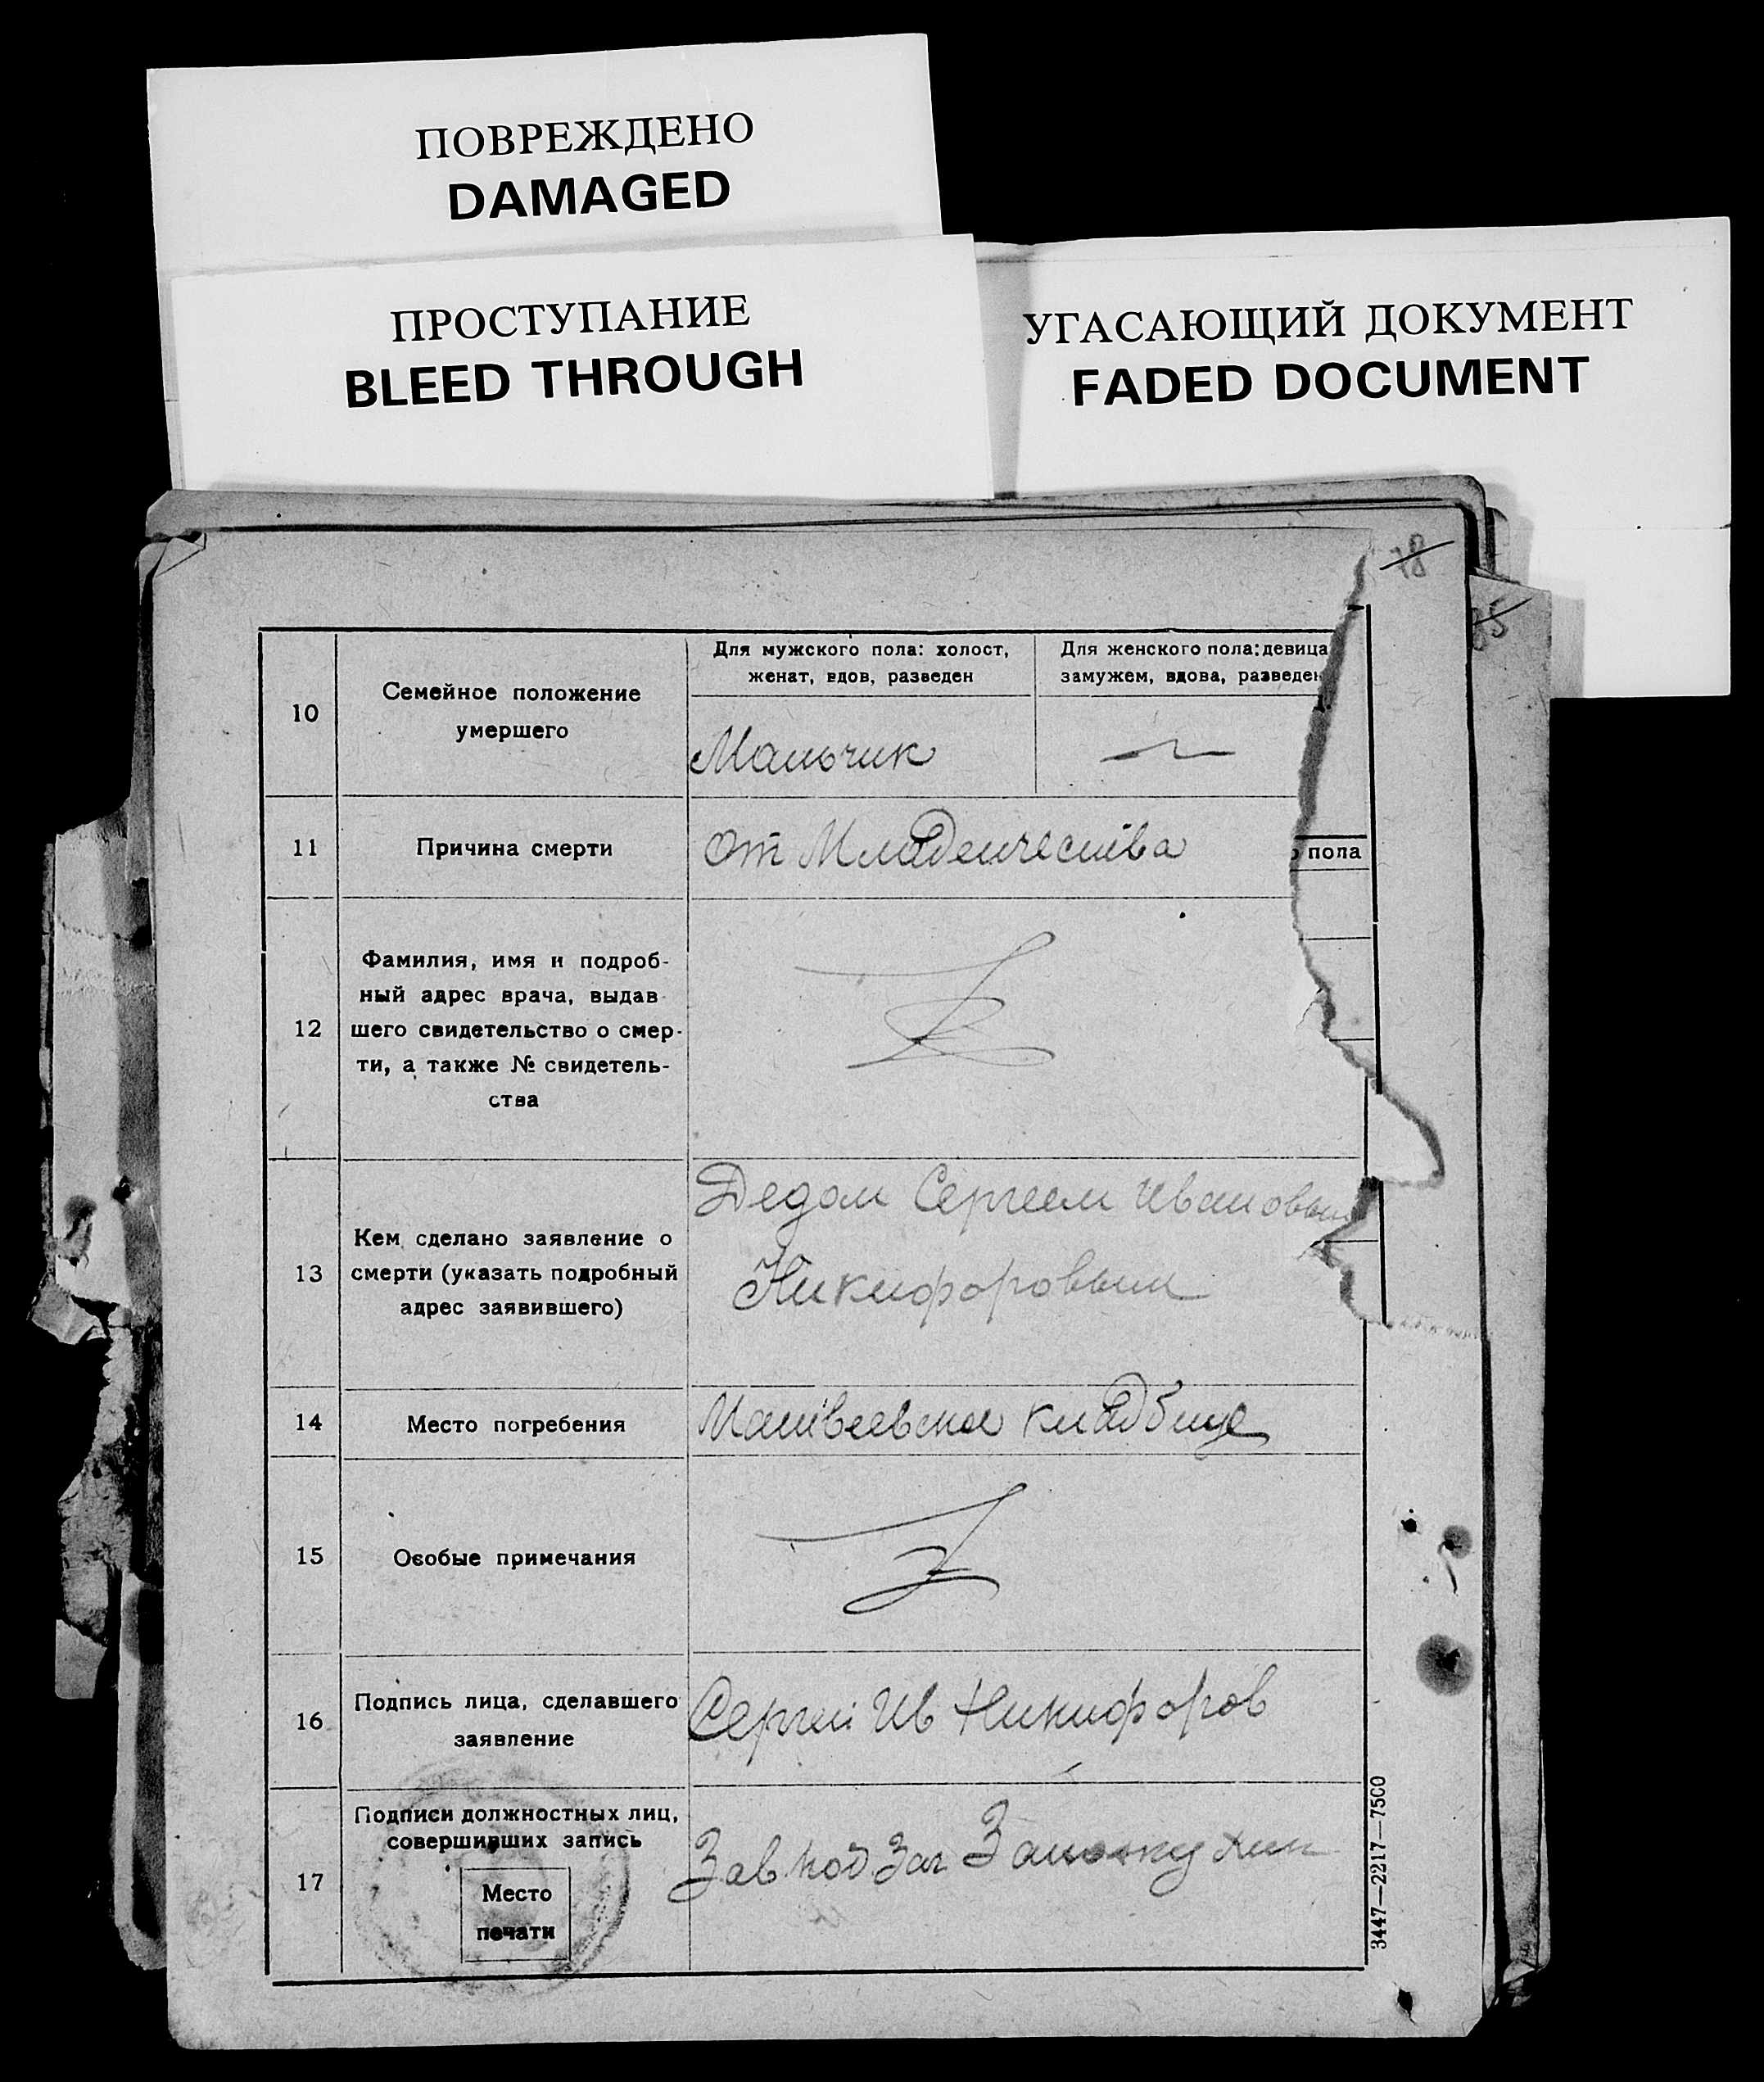 ПОВРЕЖДЕНО
DAMAGED
ПРОСТУПАНИЕ
BLEED THROUGH
УГАСАЮЩИЙ ДОКУМЕНТ
FADED DOCUMENT
18
10
Семейное положение
умершего
Для мужского пола: холост,
женат, вдов, разведен
Для женского пола: девица
замужем, вдова, разведен
Мальчик
11
Причина смерти
От Младенчества
пола
12
Фамилия, имя и подроб-
ный адрес врача, выдав
шего свидетельство о смер-
ти, а также № свидетель-
ства
13
Кем сделано заявление о
смерти (указать подробный
адрес заявившего)
Дедом Сергеем Ивановым
Никифоровым
14
Место погребения
Матвеевское кладбище
15
Особые примечания
16
Подпись лица, сделавшего
заявление
Сергей Ив Никифоров
17
Подписи должностных лиц,
совершивших запись
Место
печати
Зав
3447—2217—7500